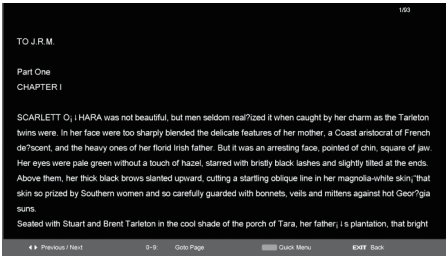 1/93
TO J.R.M.
Part One
CHAPTER I
SCARLETT O¡ⅠHARA was not beautiful, but men seldom real?ized it when caught by her charm as the Tarleton
twins were. In her face were too sharply blended the delicate features of her mother, a Coast aristocrat of French
de?scent, and the heavy ones of her florid Irish father. But it was an arresting face, pointed of chin, square of jaw.
Her eyes were pale green without a touch of hazel, starred with bristly black lashes and slightly tilted at the ends.
Above them, her thick black brows slanted upward, cutting a startling oblique line in her magnolia-white skin¡°that
skin so prized by Southern women and so carefully guarded with bonnets, veils and mittens against hot Geor?gia
suns.
Seated with Stuart and Brent Tarleton in the cool shade of the porch of Tara, her father¡Ⅰs plantation, that bright
Previous / Next 0~9: Goto Page Quick Menu EXIT Back